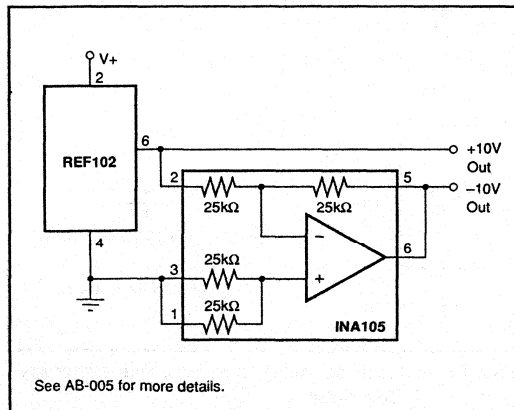 V+
2
6
REF102
+10V
Out
2
5
–10V
Out
25kΩ
25kΩ
4
–
6
3
25kΩ
+
25kΩ
1
INA105
See AB-005 for more details.